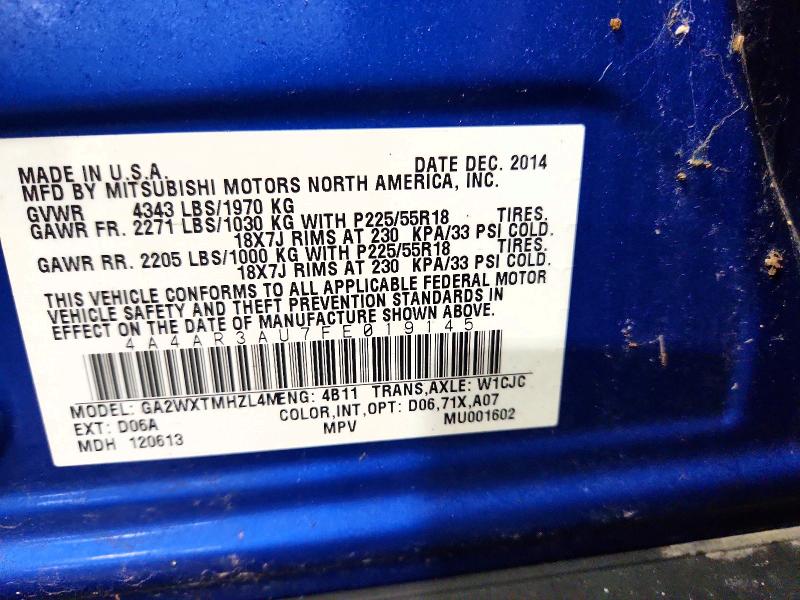 MADE IN U.S.A. DATE DEC. 2014
MFD BY MITSUBISHI MOTORS NORTH AMERICA, INC.
GVWR 4343 LBS/1970 KG
GAWR FR. 2271 LBS/1030 KG WITH P225/55R18 TIRES.
18X7J RIMS AT 230 KPA/33 PSI COLD.
GAWR RR. 2205 LBS/1000 KG WITH P225/55R18 TIRES.
18X7J RIMS AT 230 KPA/33 PSI COLD.
THIS VEHICLE CONFORMS TO ALL APPLICABLE FEDERAL MOTOR
VEHICLE SAFETY AND THEFT PREVENTION STANDARDS IN
EFFECT ON THE DATE OF MANUFACTURE SHOWN ABOVE.
4A4AR3AU7FE019145
MODEL: GA2WXTMHZL4M ENG: 4B11 TRANS,AXLE: W1CJC
EXT: D06A COLOR,INT,OPT: D06,71X,A07
MDH 120613 MPV MU001602